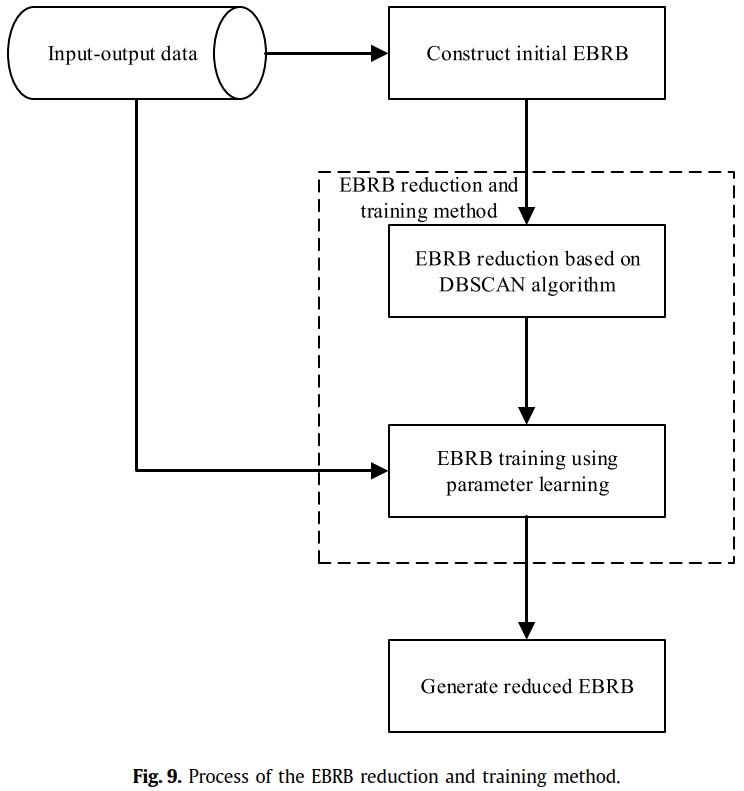 Input-output data
Construct initial EBRB
EBRB reduction and
training method
EBRB reduction based on
DBSCAN algorithm
EBRB training using
parameter learning
Generate reduced EBRB
Fig. 9. Process of the EBRB reduction and training method.